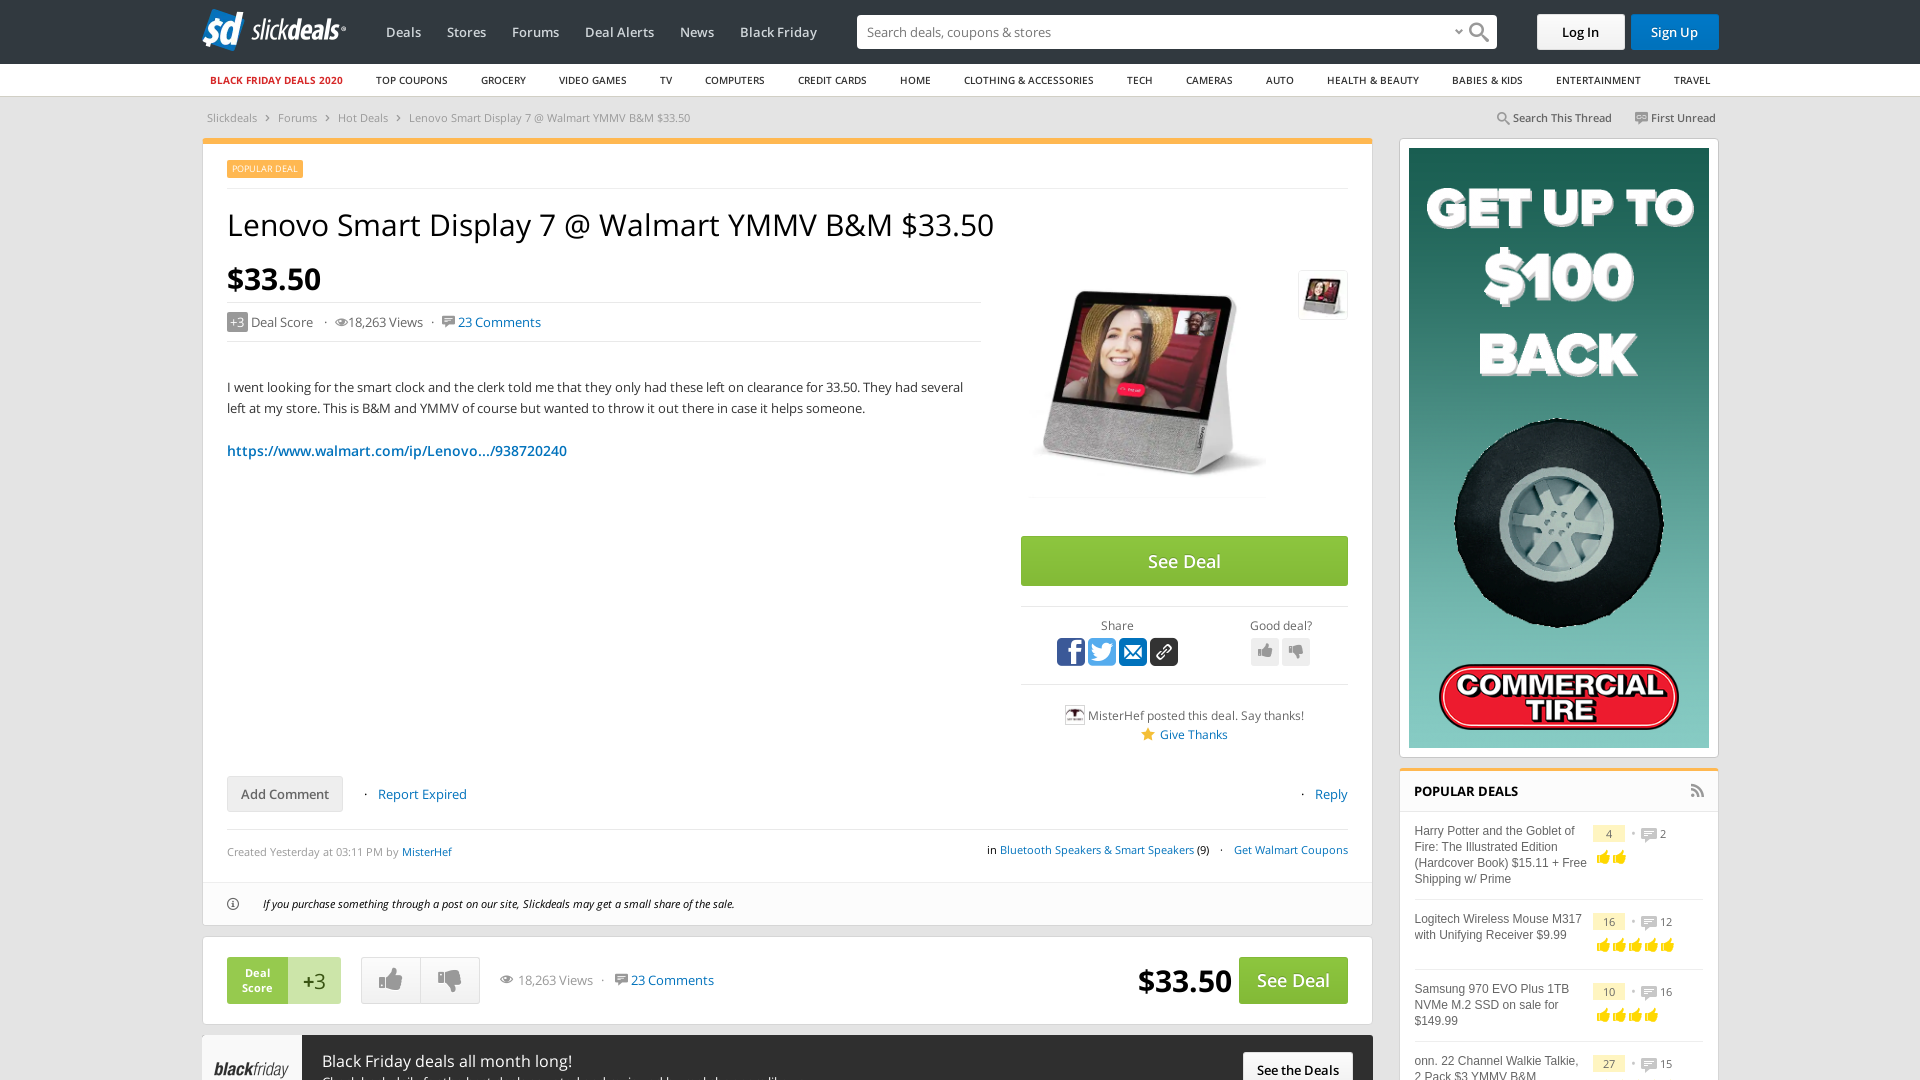 slickdeals
Deals
Stores
Forums
Deal Alerts
News
Black Friday
Search deals, coupons & stores
Log In
Sign Up
BLACK FRIDAY DEALS 2020
TOP COUPONS
GROCERY
VIDEO GAMES
TV
COMPUTERS
CREDIT CARDS
HOME
CLOTHING & ACCESSORIES
TECH
CAMERAS
AUTO
HEALTH & BEAUTY
BABIES & KIDS
ENTERTAINMENT
TRAVEL
Slickdeals › Forums › Hot Deals › Lenovo Smart Display 7 @ Walmart YMMV B&M $33.50
Search This Thread
First Unread
POPULAR DEAL
Lenovo Smart Display 7 @ Walmart YMMV B&M $33.50
$33.50
+3 Deal Score · 18,263 Views · 23 Comments
I went looking for the smart clock and the clerk told me that they only had these left on clearance for 33.50. They had several
left at my store. This is B&M and YMMV of course but wanted to throw it out there in case it helps someone.
https://www.walmart.com/ip/Lenovo.../938720240
See Deal
Share
Good deal?
MisterHef posted this deal. Say thanks!
Give Thanks
Add Comment · Report Expired
· Reply
Created Yesterday at 03:11 PM by MisterHef
in Bluetooth Speakers & Smart Speakers (9) · Get Walmart Coupons
If you purchase something through a post on our site, Slickdeals may get a small share of the sale.
Deal
Score
+3
18,263 Views · 23 Comments
$33.50
See Deal
blackfriday
Black Friday deals all month long!
See the Deals
GET UP TO
$100
BACK
COMMERCIAL
TIRE
POPULAR DEALS
Harry Potter and the Goblet of
Fire: The Illustrated Edition
(Hardcover Book) $15.11 + Free
Shipping w/ Prime
4 • 2
Logitech Wireless Mouse M317
with Unifying Receiver $9.99
16 • 12
Samsung 970 EVO Plus 1TB
NVMe M.2 SSD on sale for
$149.99
10 • 16
onn. 22 Channel Walkie Talkie,
2 Pack $3 YMMV B&M
27 • 15